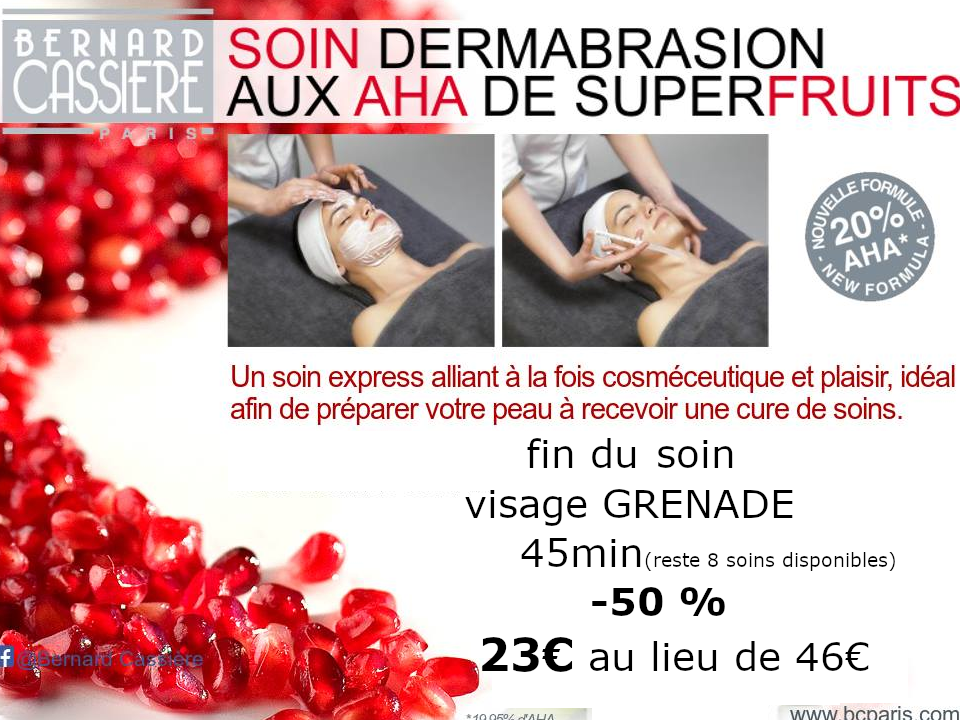 BERNARD
CASSIERE
PARIS
SOIN DERMABRASION
AUX AHA DE SUPERFRUITS
- NOUVELLE FORMULE -
20%
AHA*
NEW FORMULA
Un soin express alliant à la fois cosméceutique et plaisir, idéal
afin de préparer votre peau à recevoir une cure de soins.
fin du soin
visage GRENADE
45min(reste 8 soins disponibles)
-50 %
23€ au lieu de 46€
@Bernard Cassière
*19,95% d'AHA
www.bcparis.com